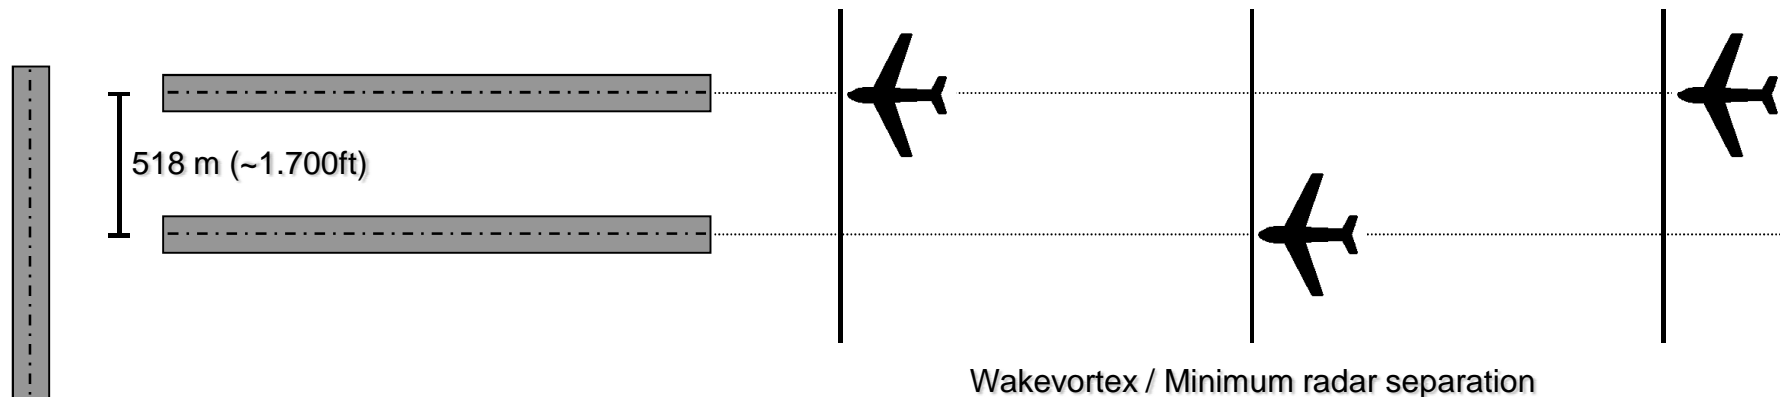 518 m (~1.700ft)
Wakevortex / Minimum radar separation